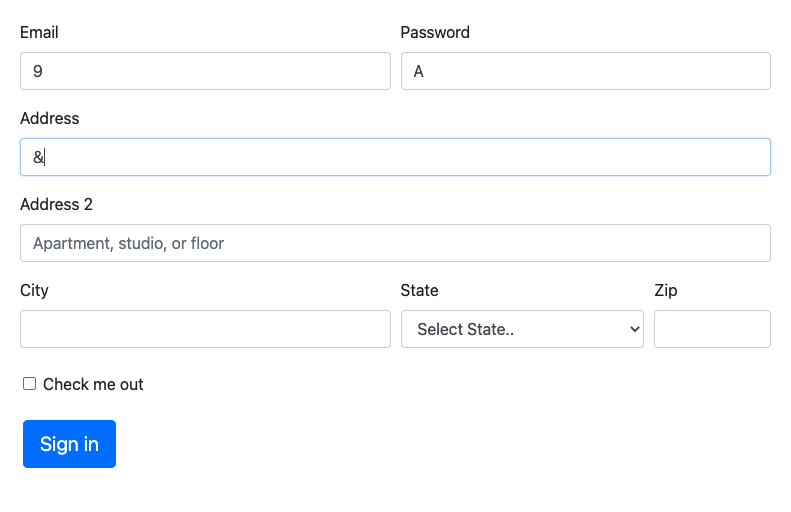 Email Password
9 A
Address
&
Address 2
Apartment, studio, or floor
City State Zip
Select State..
Check me out
Sign in